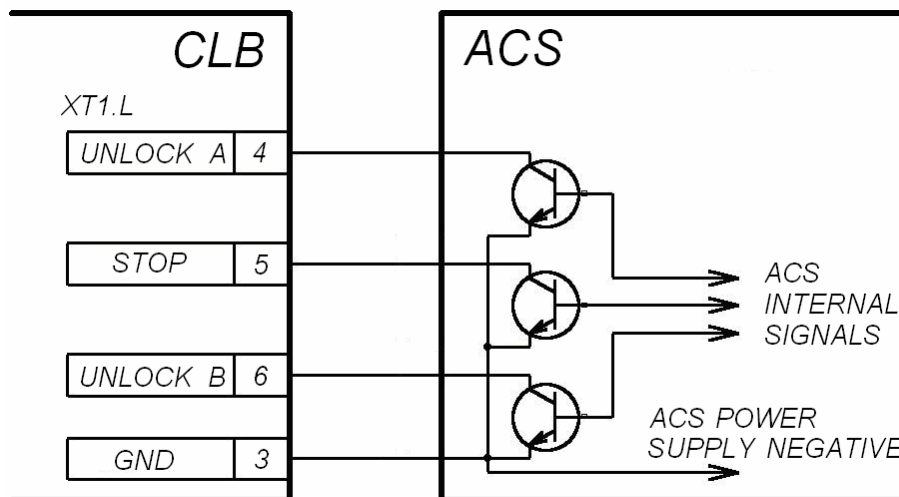 CLB
ACS
XT1.L
UNLOCK A 4
STOP 5
UNLOCK B 6
GND 3
ACS
INTERNAL
SIGNALS
ACS POWER
SUPPLY NEGATIVE